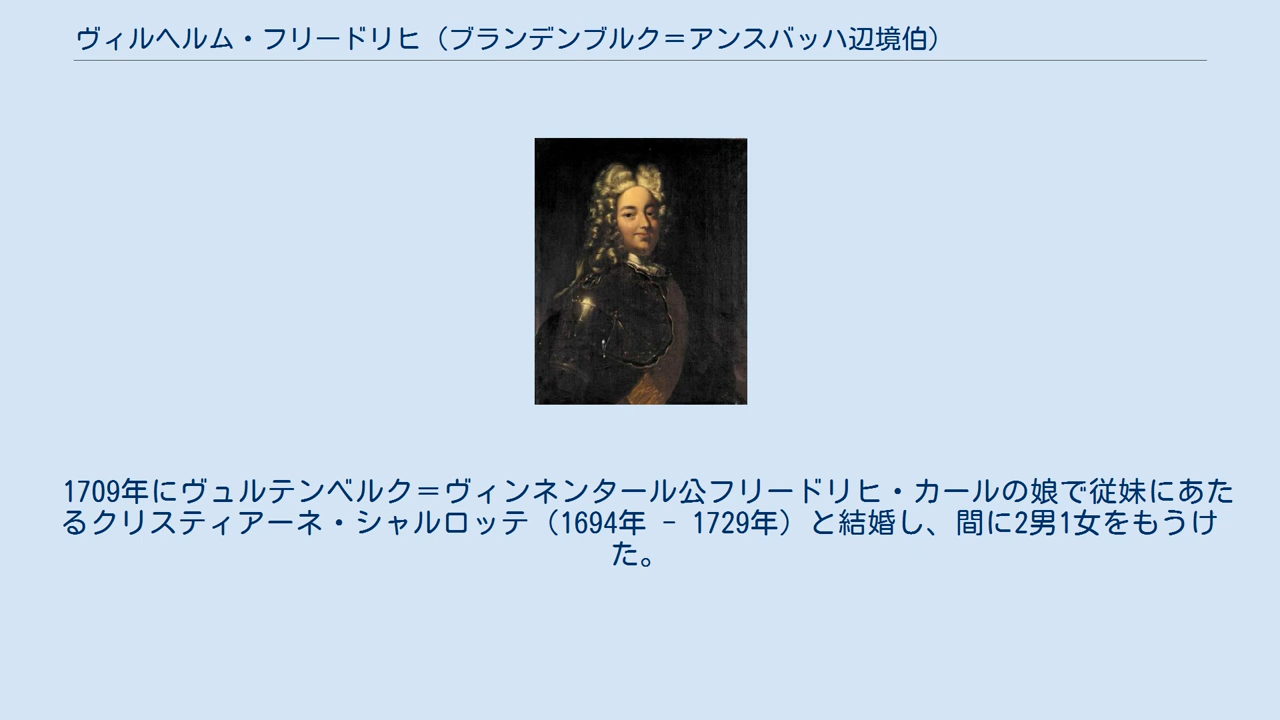 ヴィルヘルム・フリードリヒ（ブランデンブルク＝アンスバッハ辺境伯）
1709年にヴュルテンベルク＝ヴィンネンタール公フリードリヒ・カールの娘で従妹にあた
るクリスティアーネ・シャルロッテ（1694年 - 1729年）と結婚し、間に2男1女をもうけ
た。